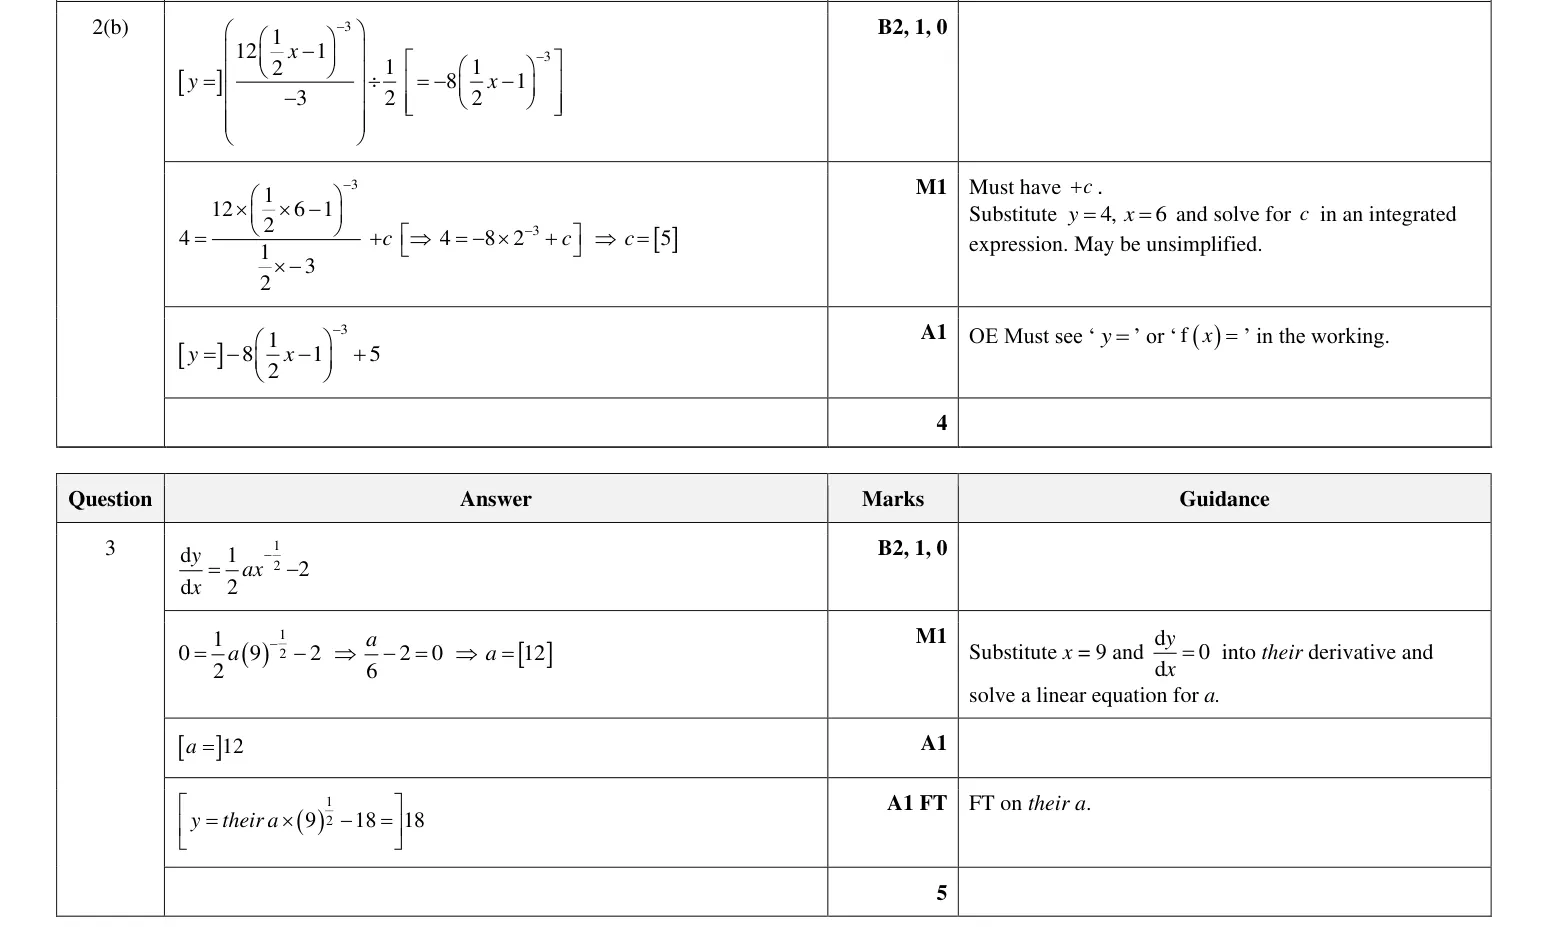 2(b) [y =](12(1/2 x − 1)^−3 / −3) ÷ 1/2 [= −8(1/2 x − 1)^−3] B2, 1, 0
4 = 12 × (1/2 × 6 − 1)^−3 / (1/2 × − 3) + c [⇒ 4 = −8 × 2^−3 + c] ⇒ c = [5] M1 Must have +c .
Substitute y = 4, x = 6 and solve for c in an integrated
expression. May be unsimplified.
[y =] −8(1/2 x − 1)^−3 + 5 A1 OE Must see ‘ y = ’ or ‘ f(x) = ’ in the working.
4
Question Answer Marks Guidance
3 dy/dx = 1/2 ax^−1/2 −2 B2, 1, 0
0 = 1/2 a(9)^−1/2 − 2 ⇒ a/6 − 2 = 0 ⇒ a = [12] M1 Substitute x = 9 and dy/dx = 0 into their derivative and
solve a linear equation for a.
[a =]12 A1
[y = their a × (9)^1/2 − 18 =]18 A1 FT FT on their a.
5